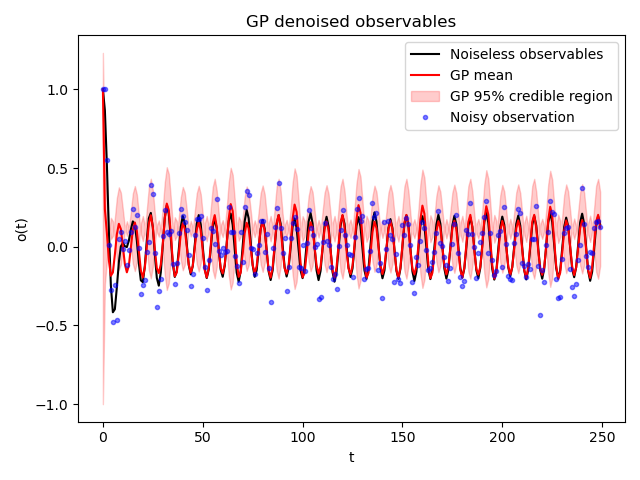 GP denoised observables
Noiseless observables
GP mean
GP 95% credible region
Noisy observation
o(t)
1.0
0.5
0.0
−0.5
−1.0
0 50 100 150 200 250
t